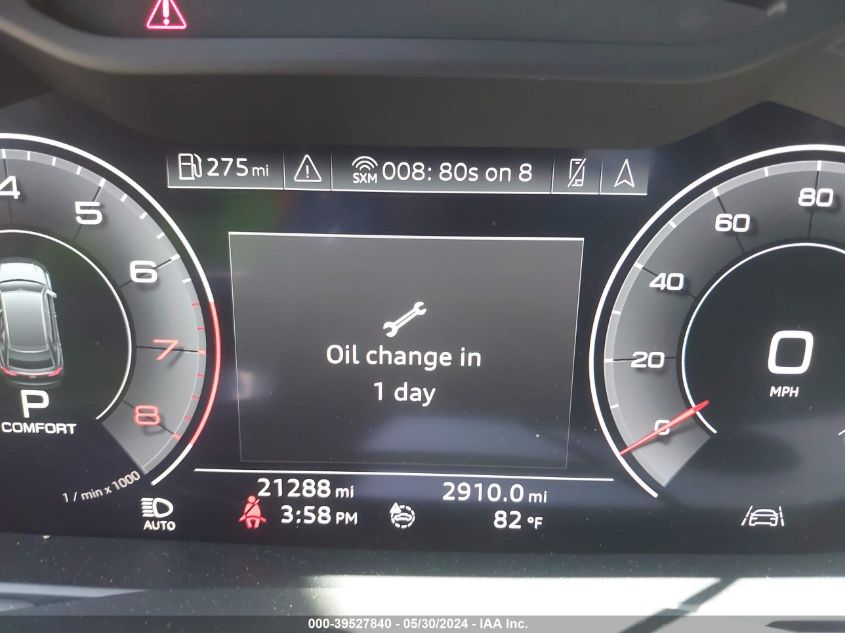 275 mi
SXM 008: 80s on 8
4
5
6
7
8
1 / min x 1000
P
COMFORT
Oil change in
1 day
80
60
40
20
0
0
MPH
21288 mi
2910.0 mi
AUTO
3:58 PM
82 °F
000-39527840 - 05/30/2024 - IAA Inc.